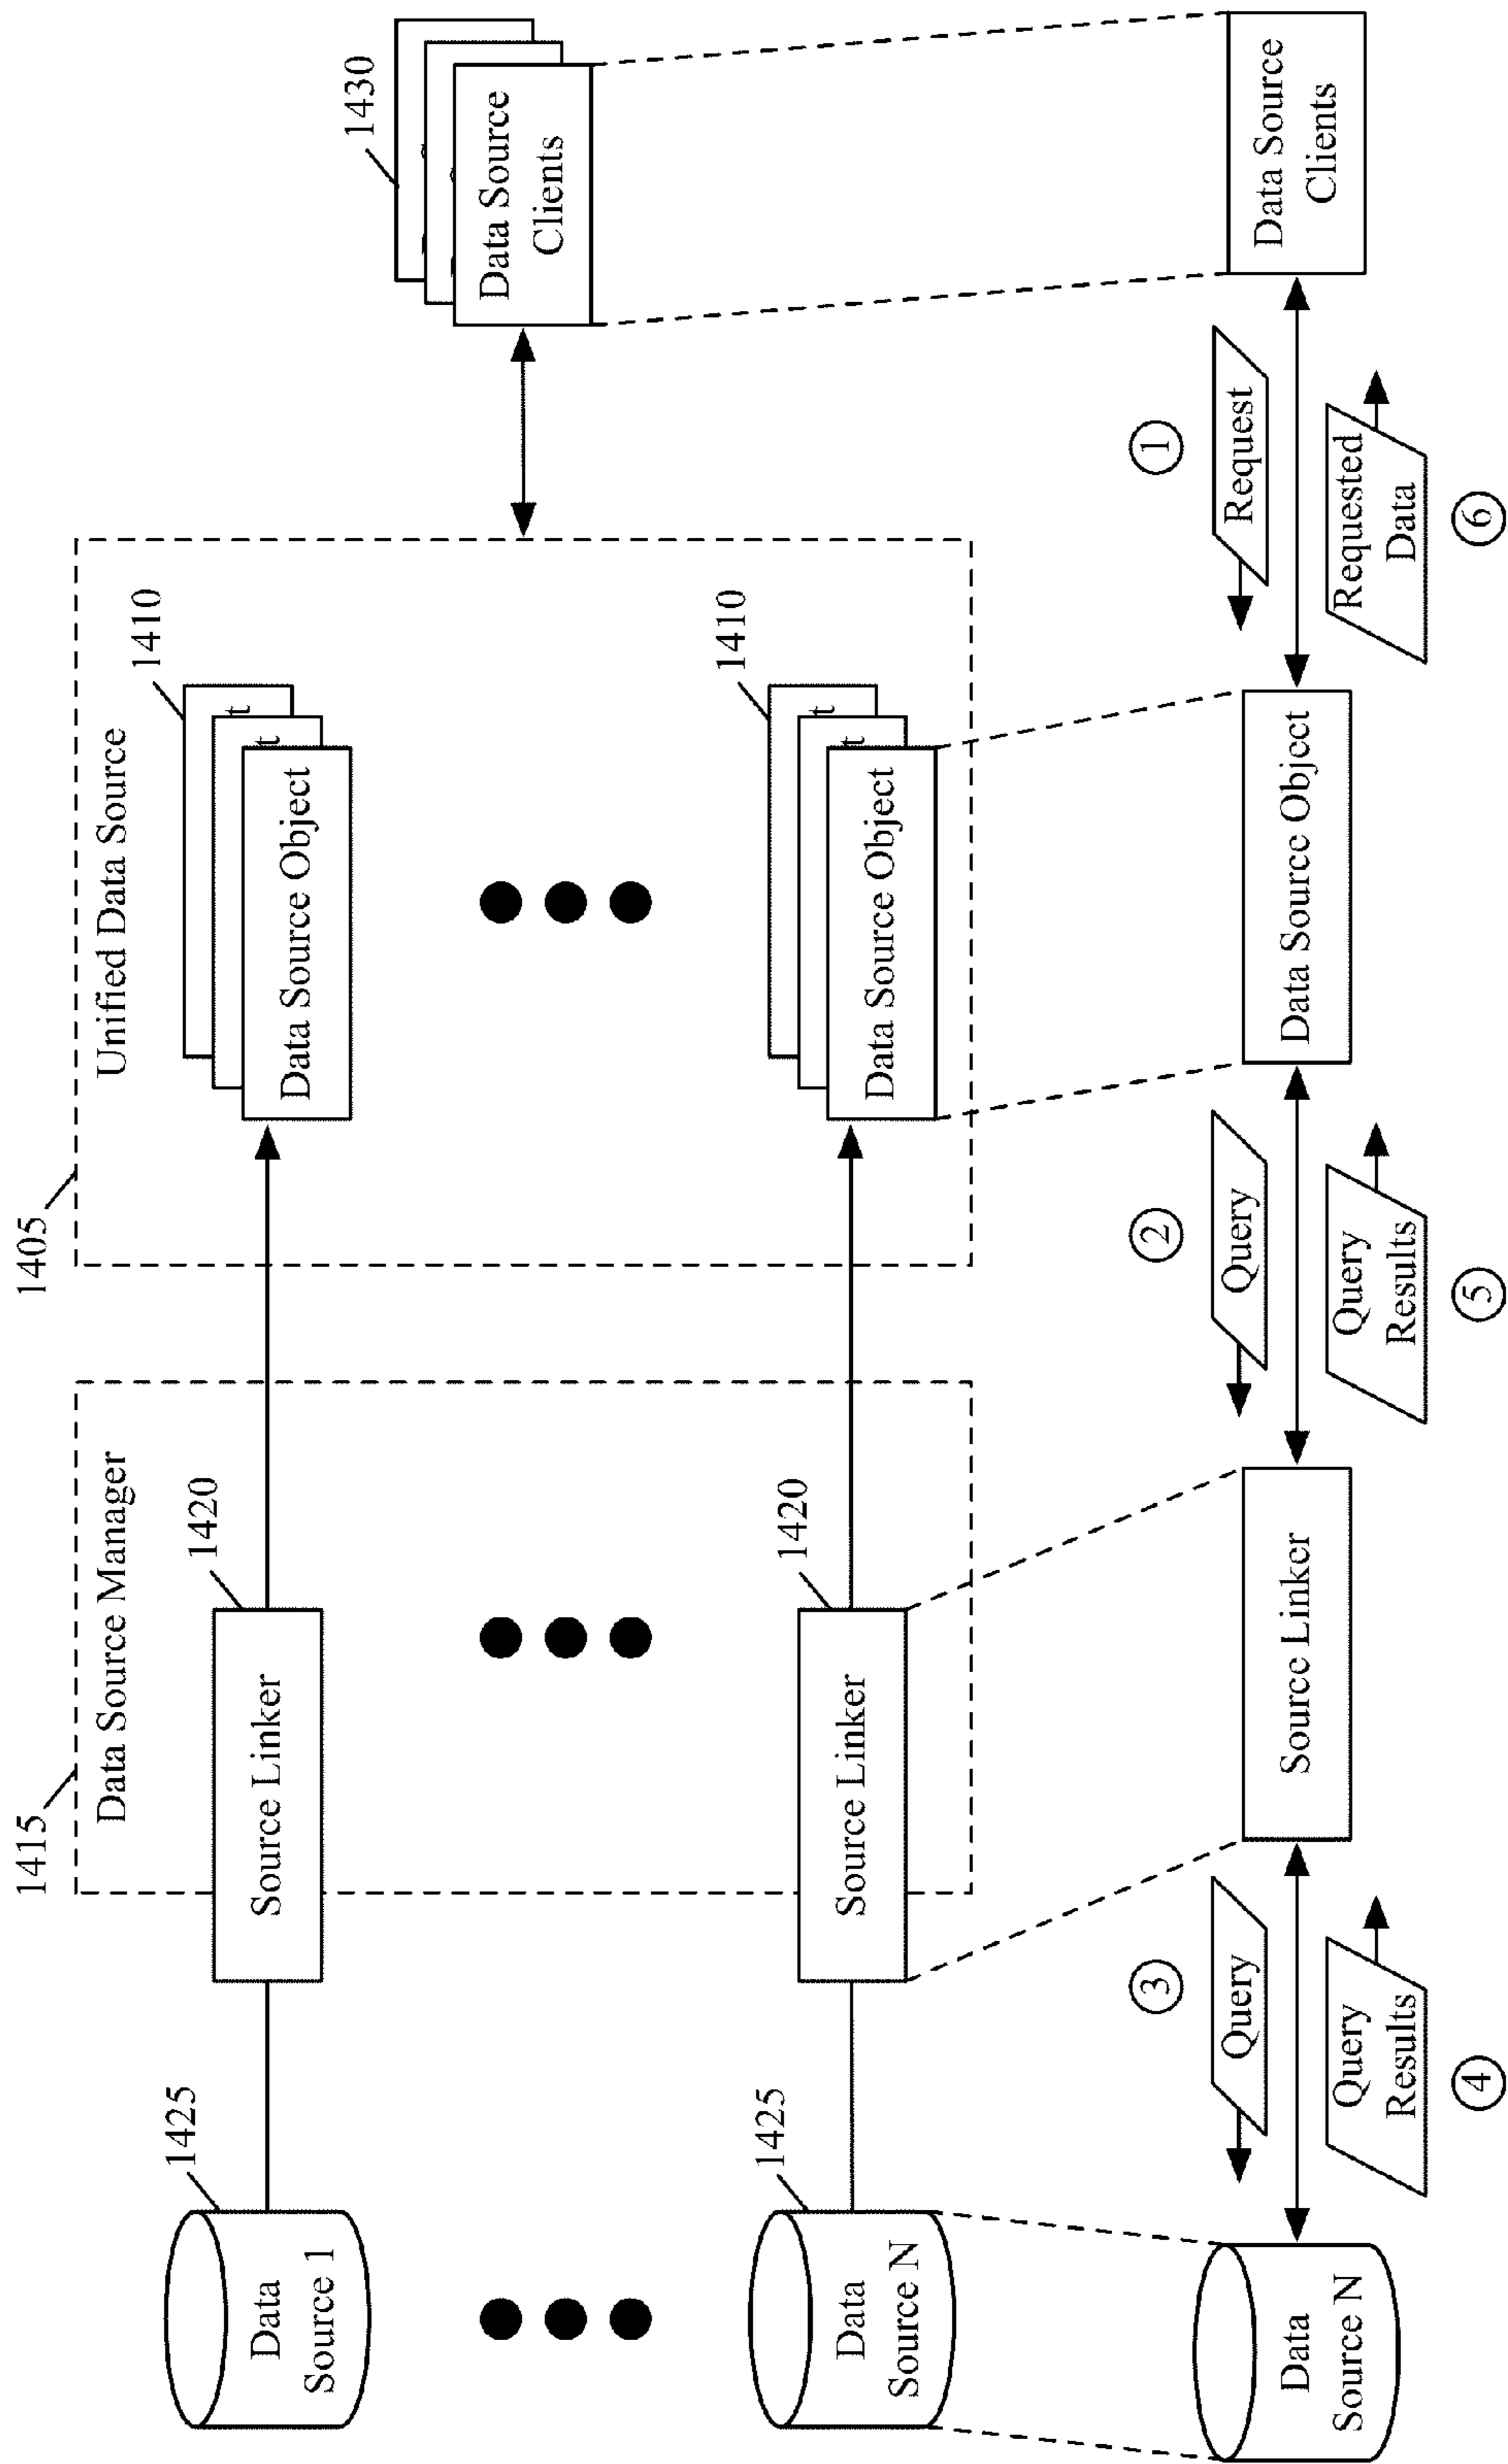 1415
1405
Data Source Manager
Unified Data Source
1425
1420
1410
1430
Data
Source 1
Source Linker
Data Source Object
t
t
Data Source
Clients
1425
1420
1410
Data
Source N
Source Linker
Data Source Object
t
t
3
2
1
Query
Query
Request
Data
Source N
Source Linker
Data Source Object
Data Source
Clients
Query
Results
Query
Results
Requested
Data
4
5
6